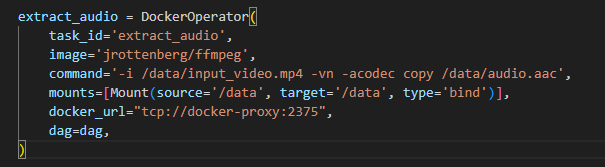 extract_audio = DockerOperator(
    task_id='extract_audio',
    image='jrottenberg/ffmpeg',
    command='-i /data/input_video.mp4 -vn -acodec copy /data/audio.aac',
    mounts=[Mount(source='/data', target='/data', type='bind')],
    docker_url="tcp://docker-proxy:2375",
    dag=dag,
)